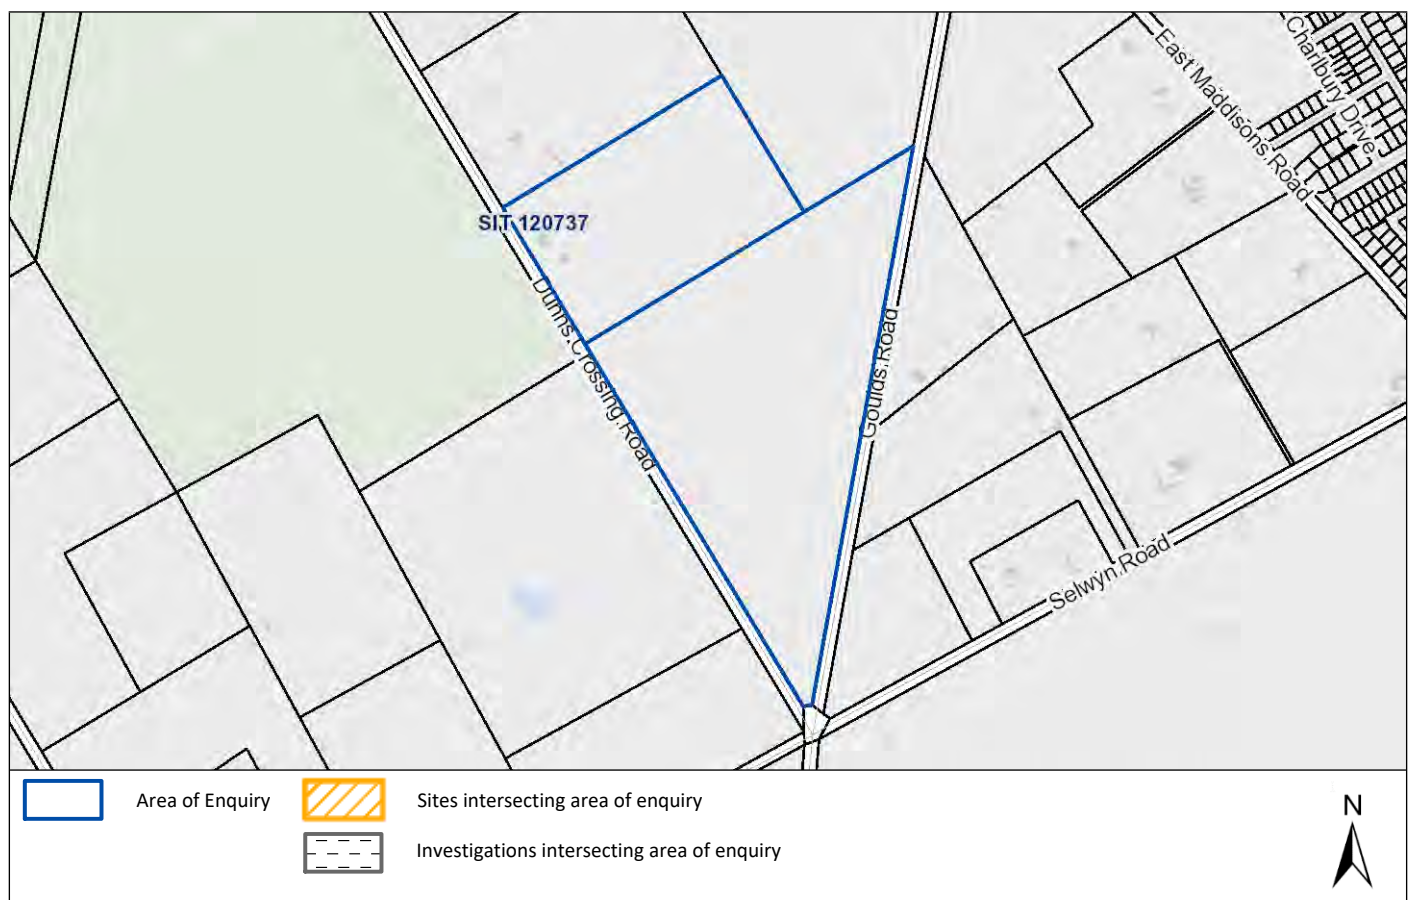 East Maddisons Road
Charlbury Drive
SIT 120737
Dunns Crossing Road
Goulds Road
Selwyn Road
Area of Enquiry
Sites intersecting area of enquiry
N
Investigations intersecting area of enquiry